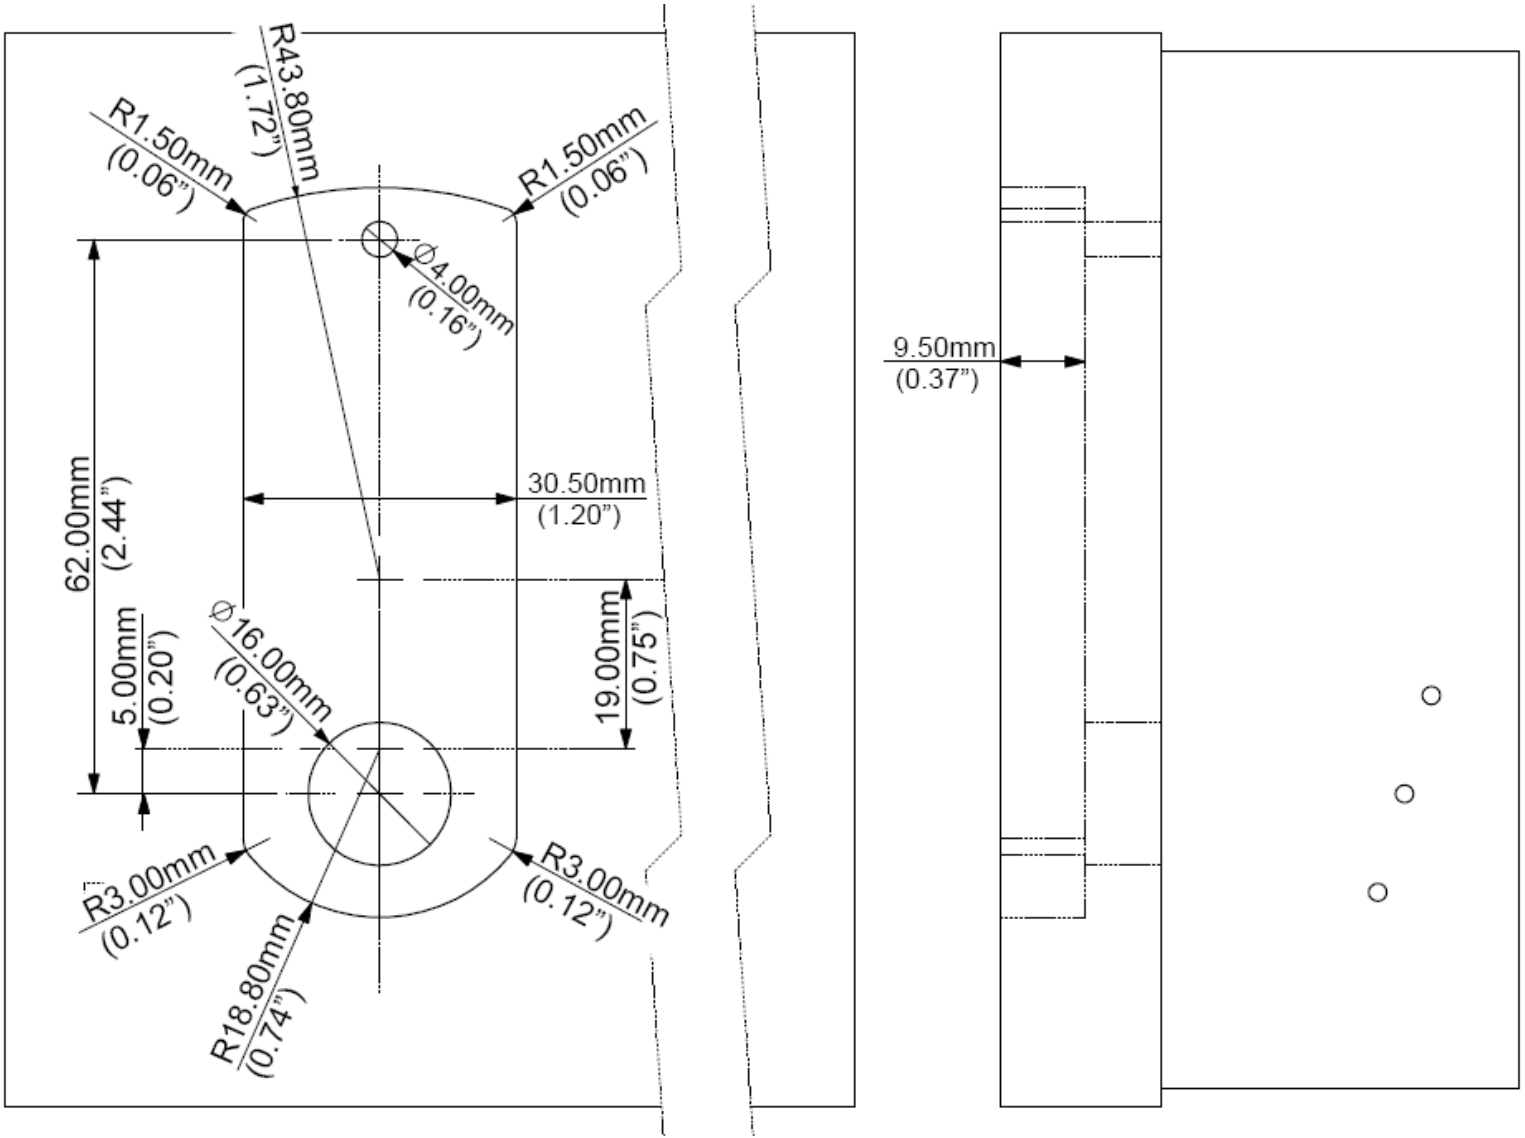 R43.80mm
(1.72”)
R1.50mm
(0.06”)
R1.50mm
(0.06”)
∅4.00mm
(0.16”)
9.50mm
(0.37”)
62.00mm
(2.44”)
30.50mm
(1.20”)
5.00mm
(0.20”)
∅16.00mm
(0.63”)
19.00mm
(0.75”)
R3.00mm
(0.12”)
R3.00mm
(0.12”)
R18.80mm
(0.74”)